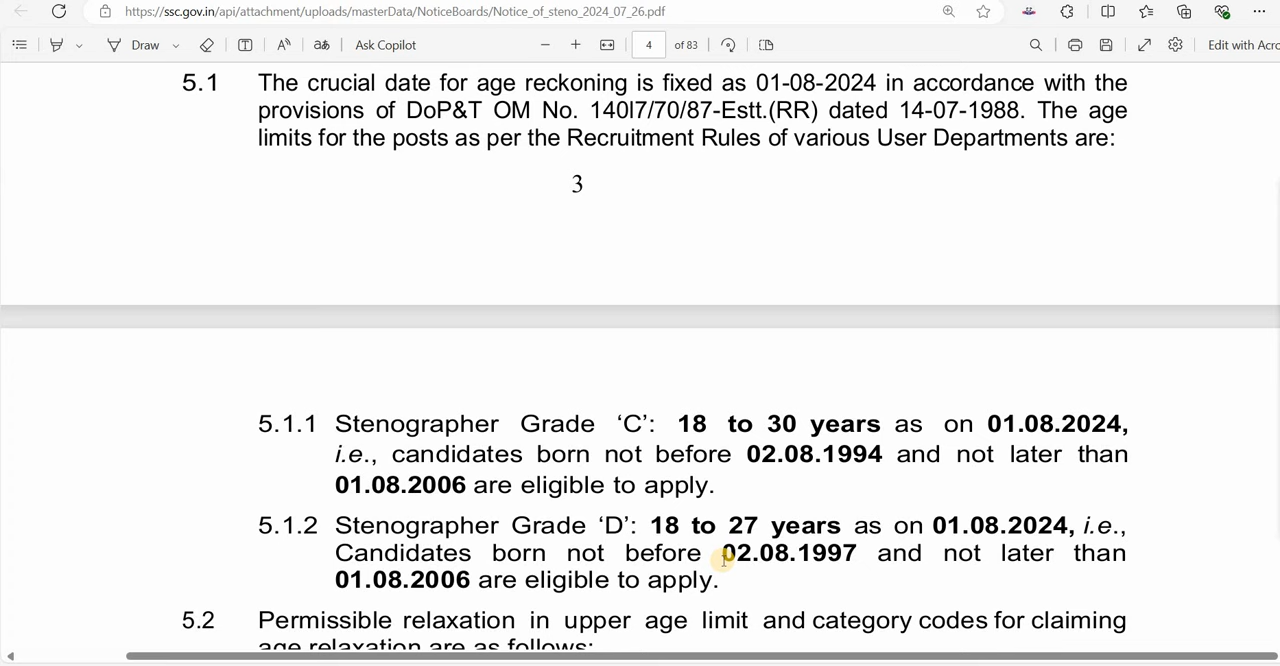 https://ssc.gov.in/api/attachment/uploads/masterData/NoticeBoards/Notice_of_steno_2024_07_26.pdf
Draw Ask Copilot 4 of 83 Edit with Acro
5.1 The crucial date for age reckoning is fixed as 01-08-2024 in accordance with the
provisions of DoP&T OM No. 140I7/70/87-Estt.(RR) dated 14-07-1988. The age
limits for the posts as per the Recruitment Rules of various User Departments are:
3
5.1.1 Stenographer Grade ‘C’: 18 to 30 years as on 01.08.2024,
i.e., candidates born not before 02.08.1994 and not later than
01.08.2006 are eligible to apply.
5.1.2 Stenographer Grade ‘D’: 18 to 27 years as on 01.08.2024, i.e.,
Candidates born not before 02.08.1997 and not later than
01.08.2006 are eligible to apply.
5.2 Permissible relaxation in upper age limit and category codes for claiming
age relaxation are as follows: